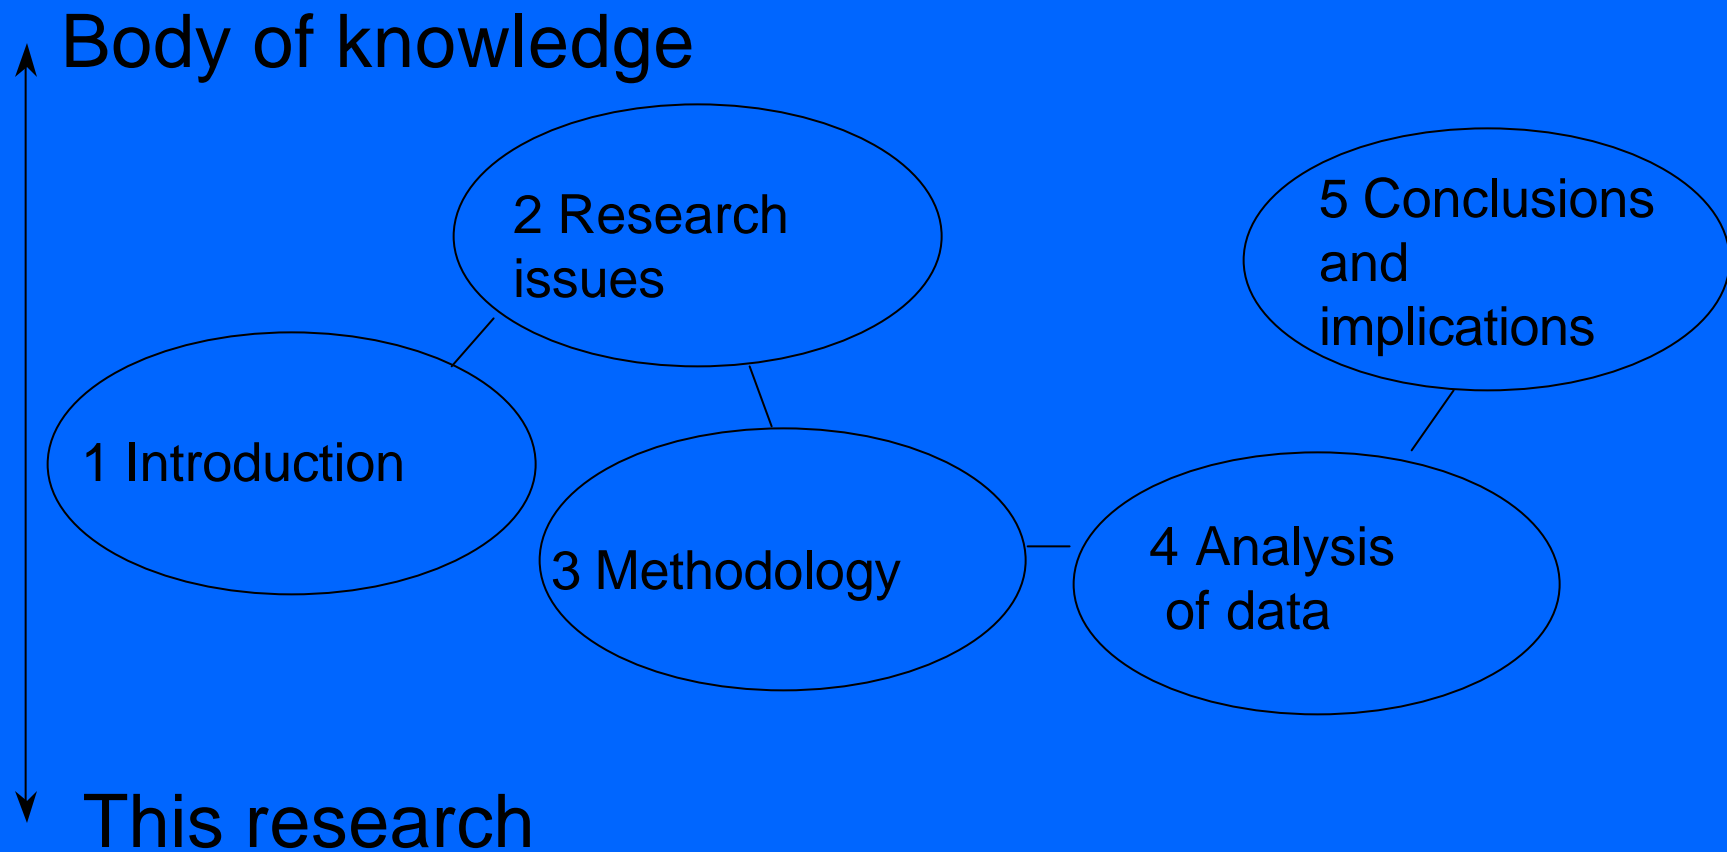 Body of knowledge
2 Research
issues
5 Conclusions
and
implications
1 Introduction
3 Methodology
4 Analysis
of data
This research